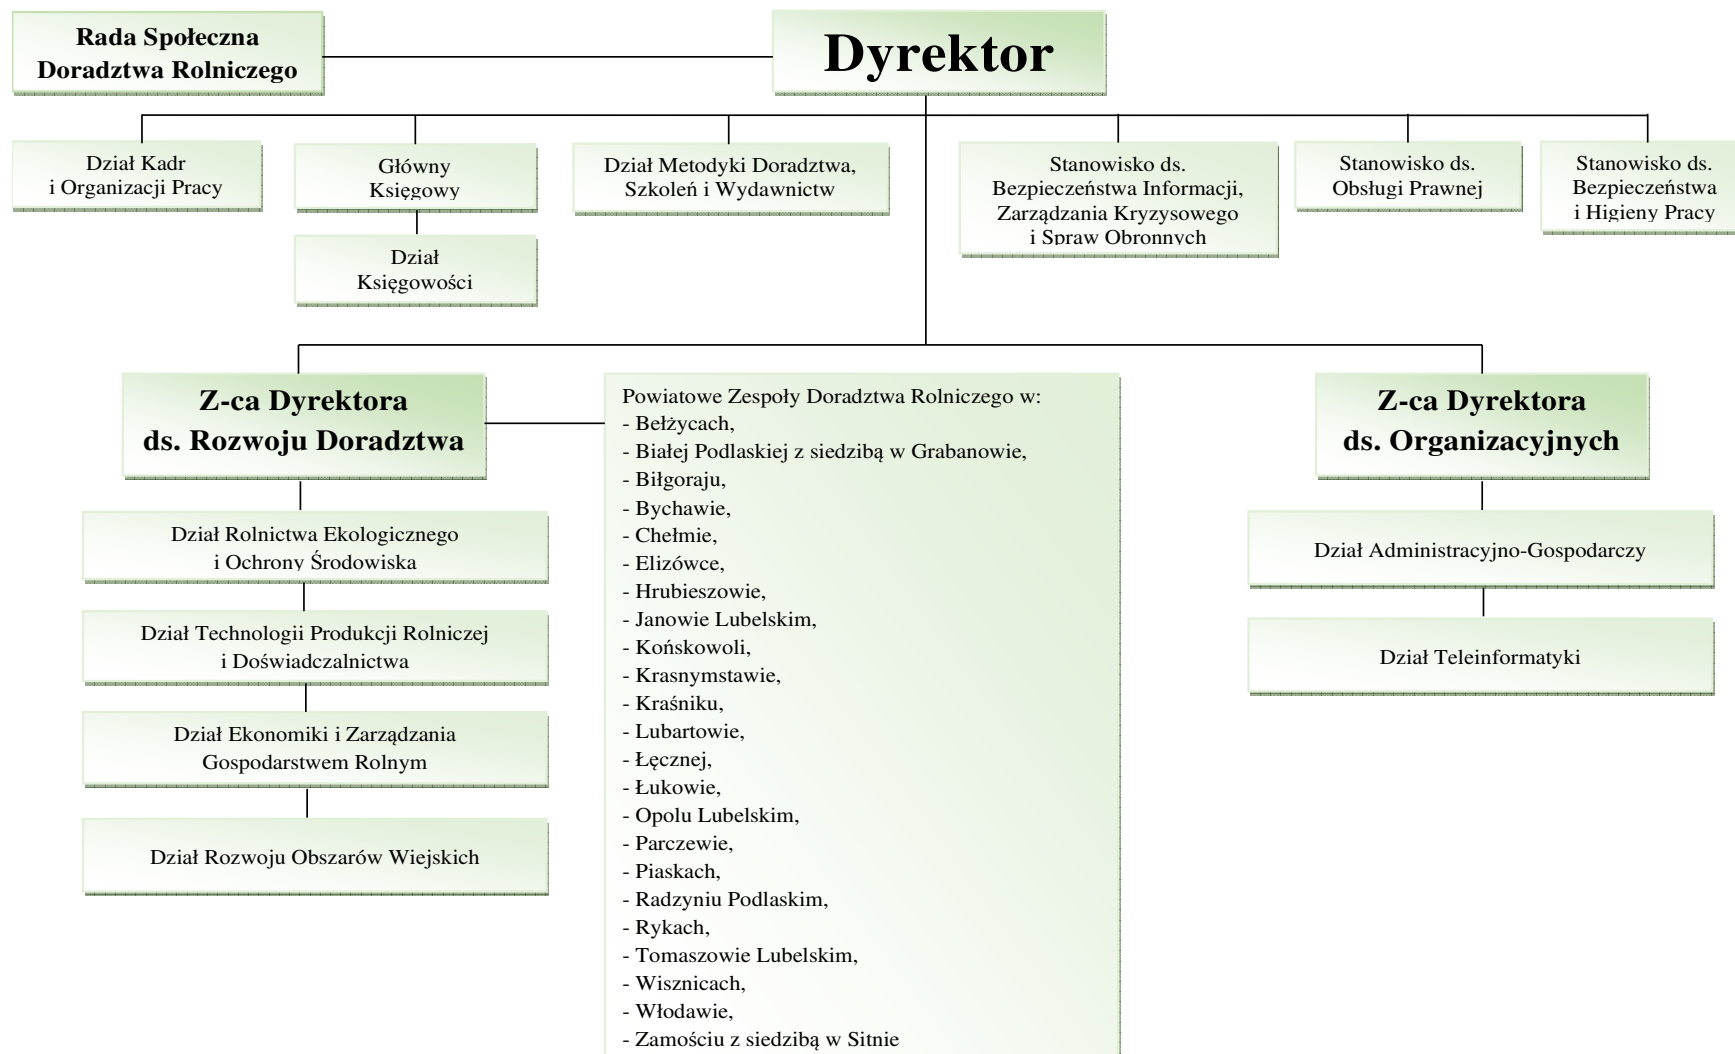 Rada Społeczna
Doradztwa Rolniczego
Dyrektor
Dział Kadr
i Organizacji Pracy
Główny
Księgowy
Dział Metodyki Doradztwa,
Szkoleń i Wydawnictw
Stanowisko ds.
Bezpieczeństwa Informacji,
Zarządzania Kryzysowego
i Spraw Obronnych
Stanowisko ds.
Obsługi Prawnej
Stanowisko ds.
Bezpieczeństwa
i Higieny Pracy
Dział
Księgowości
Z-ca Dyrektora
ds. Rozwoju Doradztwa
Powiatowe Zespoły Doradztwa Rolniczego w:
- Bełżycach,
- Białej Podlaskiej z siedzibą w Grabanowie,
- Biłgoraju,
- Bychawie,
- Chełmie,
- Elizówce,
- Hrubieszowie,
- Janowie Lubelskim,
- Końskowoli,
- Krasnymstawie,
- Kraśniku,
- Lubartowie,
- Łęcznej,
- Łukowie,
- Opolu Lubelskim,
- Parczewie,
- Piaskach,
- Radzyniu Podlaskim,
- Rykach,
- Tomaszowie Lubelskim,
- Wisznicach,
- Włodawie,
- Zamościu z siedzibą w Sitnie
Z-ca Dyrektora
ds. Organizacyjnych
Dział Rolnictwa Ekologicznego
i Ochrony Środowiska
Dział Technologii Produkcji Rolniczej
i Doświadczalnictwa
Dział Ekonomiki i Zarządzania
Gospodarstwem Rolnym
Dział Rozwoju Obszarów Wiejskich
Dział Administracyjno-Gospodarczy
Dział Teleinformatyki